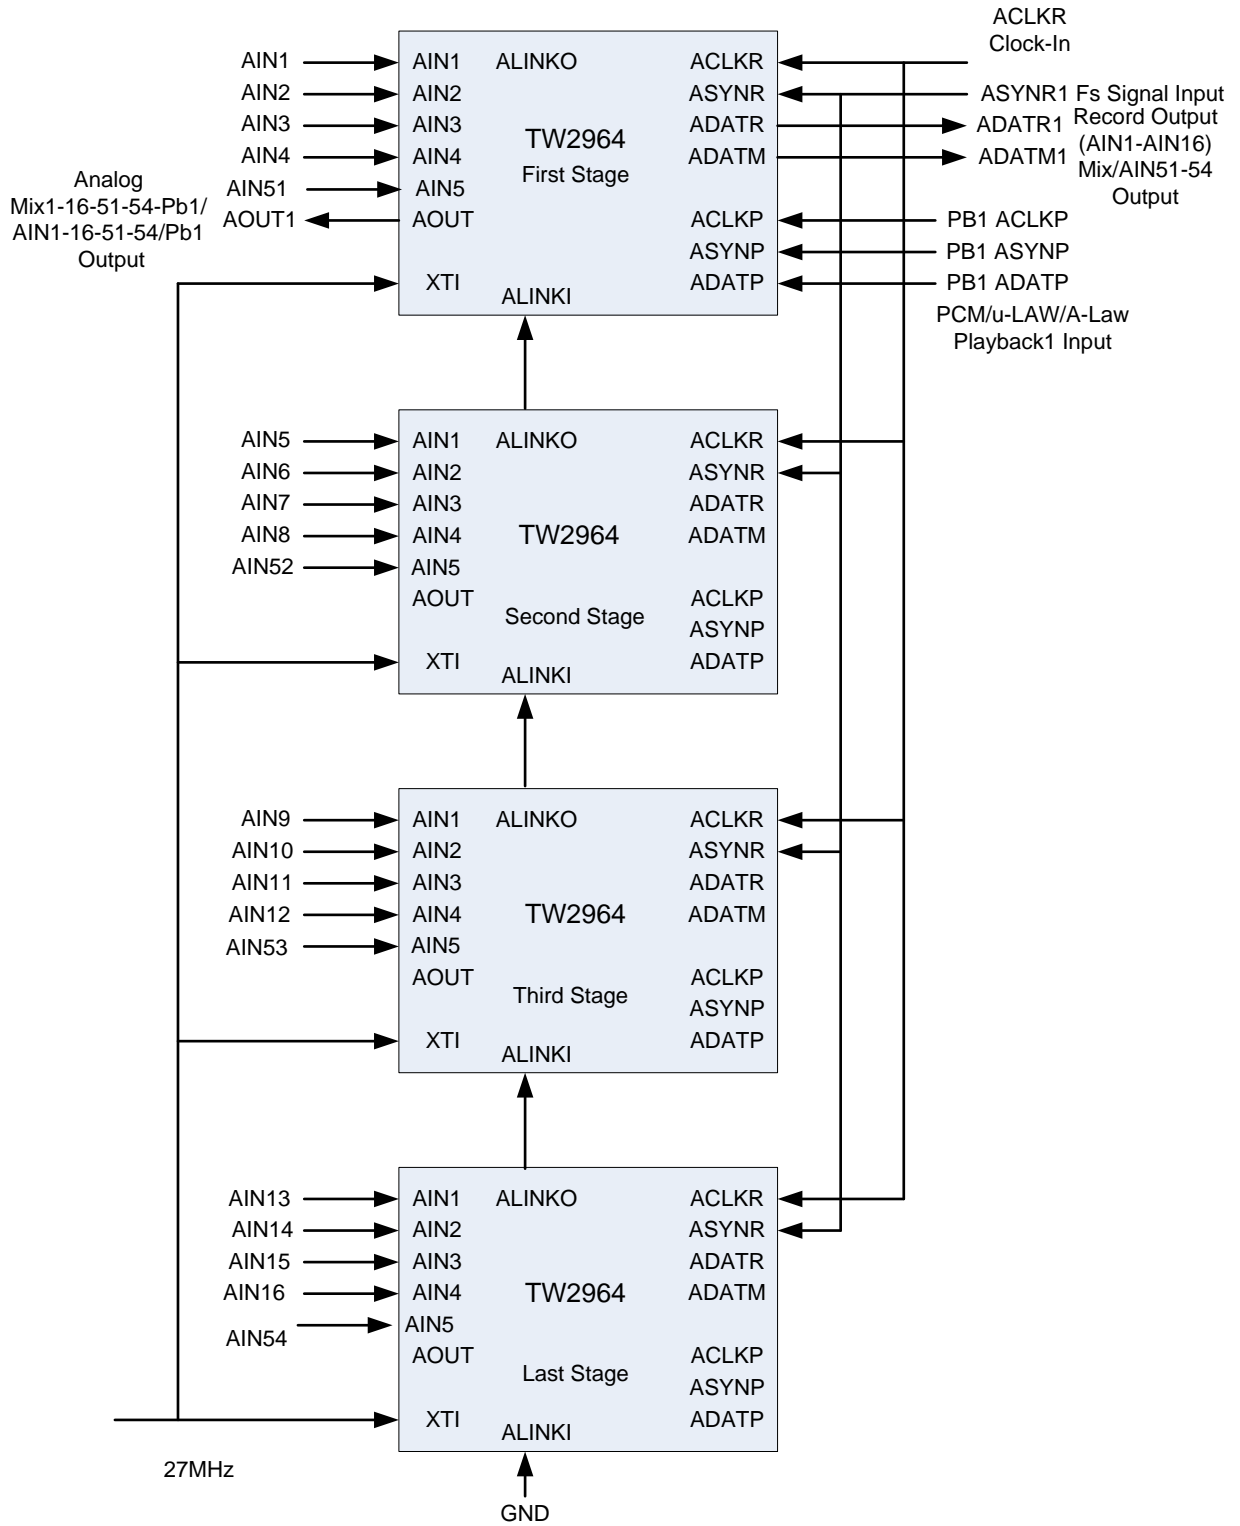 ACLKR
Clock-In
AIN1 AIN1 ALINKO ACLKR
AIN2 AIN2 ASYNR ASYNR1 Fs Signal Input
AIN3 AIN3 ADATR ADATR1 Record Output
TW2964 (AIN1-AIN16)
AIN4 AIN4 ADATM ADATM1 Mix/AIN51-54
First Stage Output
Analog
Mix1-16-51-54-Pb1/
AIN1-16-51-54/Pb1
Output
AIN51 AIN5
AOUT1 AOUT ACLKP PB1 ACLKP
ASYNP PB1 ASYNP
XTI ADATP PB1 ADATP
ALINKI
PCM/u-LAW/A-Law
Playback1 Input
AIN5 AIN1 ALINKO ACLKR
AIN6 AIN2 ASYNR
AIN7 AIN3 ADATR
AIN8 AIN4 TW2964 ADATM
AIN52 AIN5
AOUT ACLKP
Second Stage
ASYNP
XTI ADATP
ALINKI
AIN9 AIN1 ALINKO ACLKR
AIN10 AIN2 ASYNR
AIN11 AIN3 ADATR
AIN12 AIN4 TW2964 ADATM
AIN53 AIN5
AOUT ACLKP
Third Stage
ASYNP
XTI ADATP
ALINKI
AIN13 AIN1 ALINKO ACLKR
AIN14 AIN2 ASYNR
AIN15 AIN3 ADATR
AIN16 AIN4 TW2964 ADATM
AIN54 AIN5
AOUT ACLKP
Last Stage
ASYNP
XTI ADATP
ALINKI
27MHz
GND